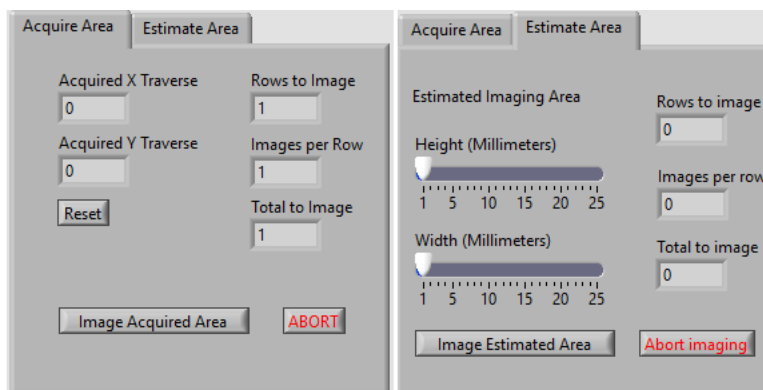 Acquire Area
Estimate Area
Acquired X Traverse
Rows to Image
0
1
Acquired Y Traverse
Images per Row
0
1
Reset
Total to Image
1
Image Acquired Area
ABORT
Acquire Area
Estimate Area
Estimated Imaging Area
Rows to image
0
Height (Millimeters)
1 5 10 15 20 25
Images per row
0
Width (Millimeters)
1 5 10 15 20 25
Total to image
0
Image Estimated Area
Abort imaging